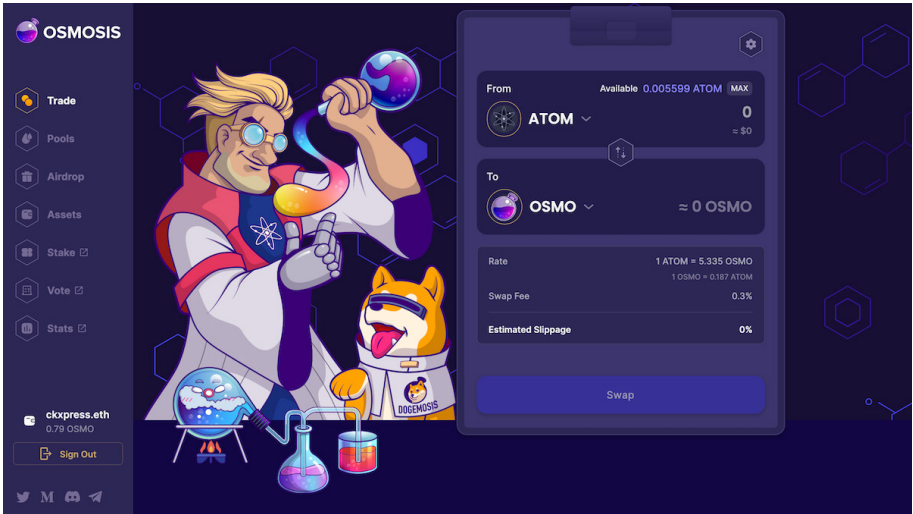 OSMOSIS
Trade
Pools
Airdrop
Assets
Stake
Vote
Stats
ckxpress.eth
0.79 OSMO
Sign Out
DOGEMOSIS
From
Available 0.005599 ATOM MAX
ATOM
0
≈ $0
To
OSMO
≈ 0 OSMO
Rate
1 ATOM = 5.335 OSMO
1 OSMO = 0.187 ATOM
Swap Fee
0.3%
Estimated Slippage
0%
Swap